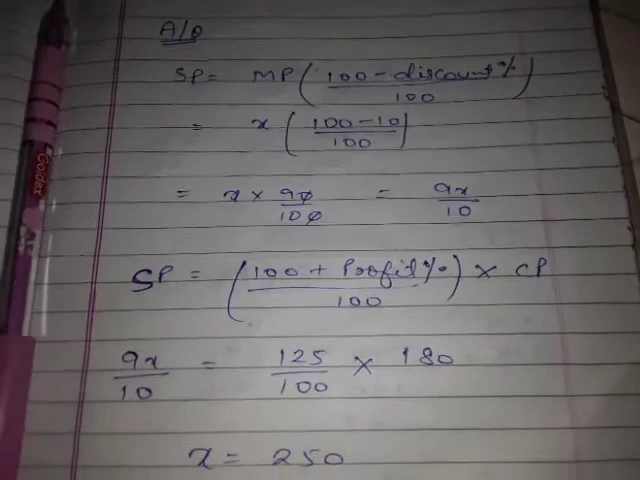 A/Q
SP = MP (100 - discount % / 100)
= x (100 - 10 / 100)
= x × 90/100 = 9x/10
SP = (100 + Profit % / 100) × CP
9x/10 = 125/100 × 180
x = 250
Goldex